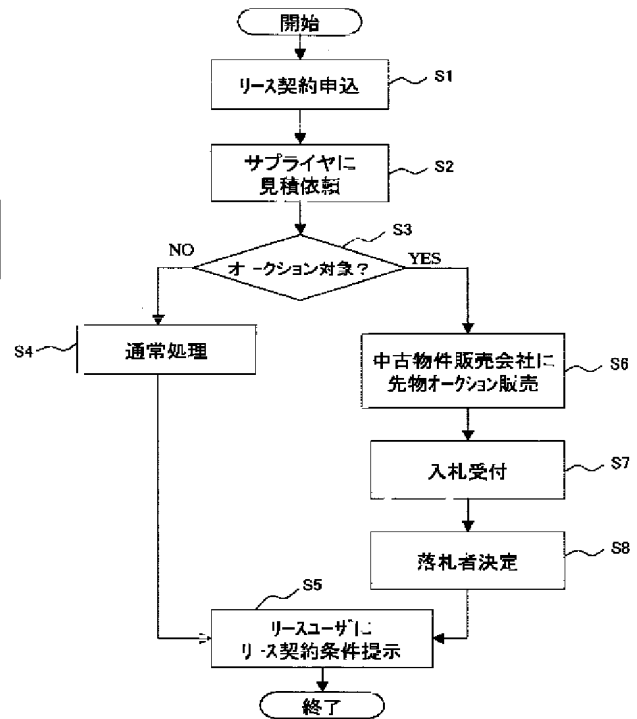 開始
リース契約申込
S1
サプライヤに
見積依頼
S2
S3
NO
オークション対象？
YES
S4
通常処理
中古物件販売会社に
先物オークション販売
S6
入札受付
S7
落札者決定
S8
S5
リースユーザに
リース契約条件提示
終了